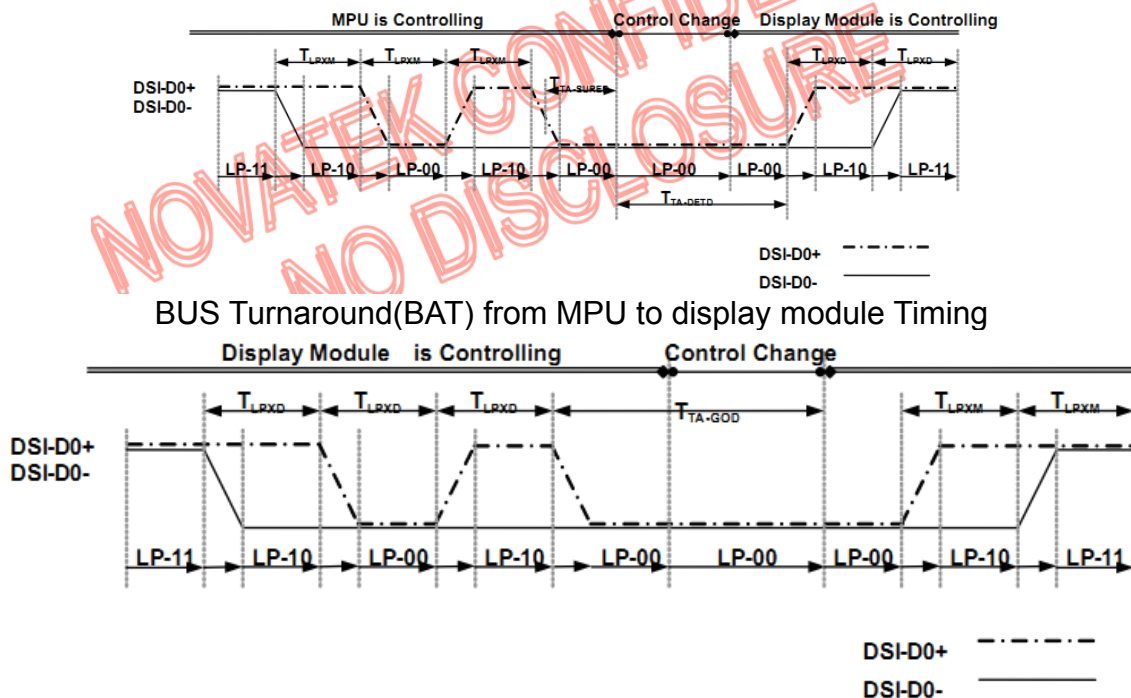 MPU is Controlling Control Change Display Module is Controlling
TLPXM TLPXM TLPXM TLPXD TLPXD
TTA-SURED
DSI-D0+
DSI-D0-
LP-11 LP-10 LP-00 LP-10 LP-00 LP-00 LP-00 LP-10 LP-11
TTA-DETD
NOVATEK CONFIDE
NO DISCLOSURE
DSI-D0+
DSI-D0-
BUS Turnaround(BAT) from MPU to display module Timing
Display Module is Controlling Control Change
TLPXD TLPXD TLPXD TTA-GOD TLPXM TLPXM
DSI-D0+
DSI-D0-
LP-11 LP-10 LP-00 LP-10 LP-00 LP-00 LP-00 LP-10 LP-11
DSI-D0+
DSI-D0-